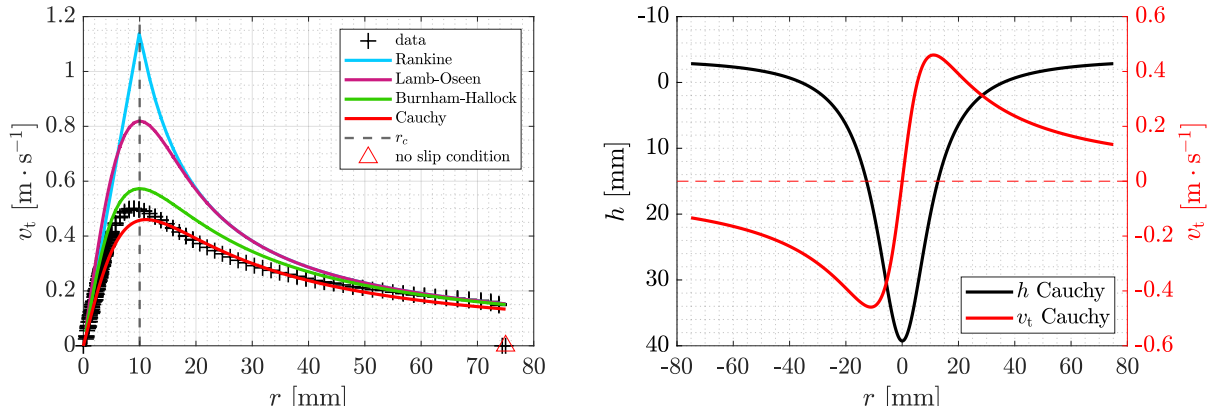 1.2
1
0.8
0.6
0.4
0.2
0
v_t [m · s⁻¹]
0 10 20 30 40 50 60 70 80
r [mm]
data
Rankine
Lamb-Oseen
Burnham-Hallock
Cauchy
r_c
no slip condition
-10
0
10
20
30
40
h [mm]
-80 -60 -40 -20 0 20 40 60 80
r [mm]
0.6
0.4
0.2
0
-0.2
-0.4
-0.6
v_t [m · s⁻¹]
h Cauchy
v_t Cauchy